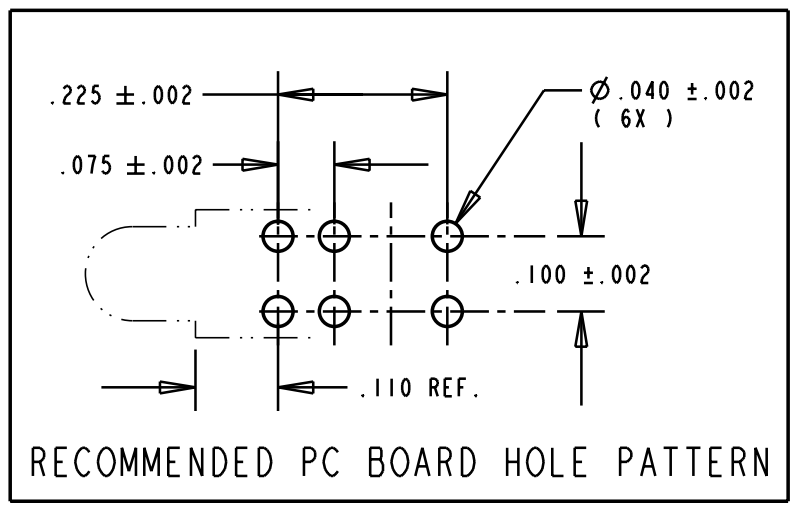 .225 ±.002
Ø.040 ±.002
( 6X )
.075 ±.002
.100 ±.002
.110 REF.
RECOMMENDED PC BOARD HOLE PATTERN